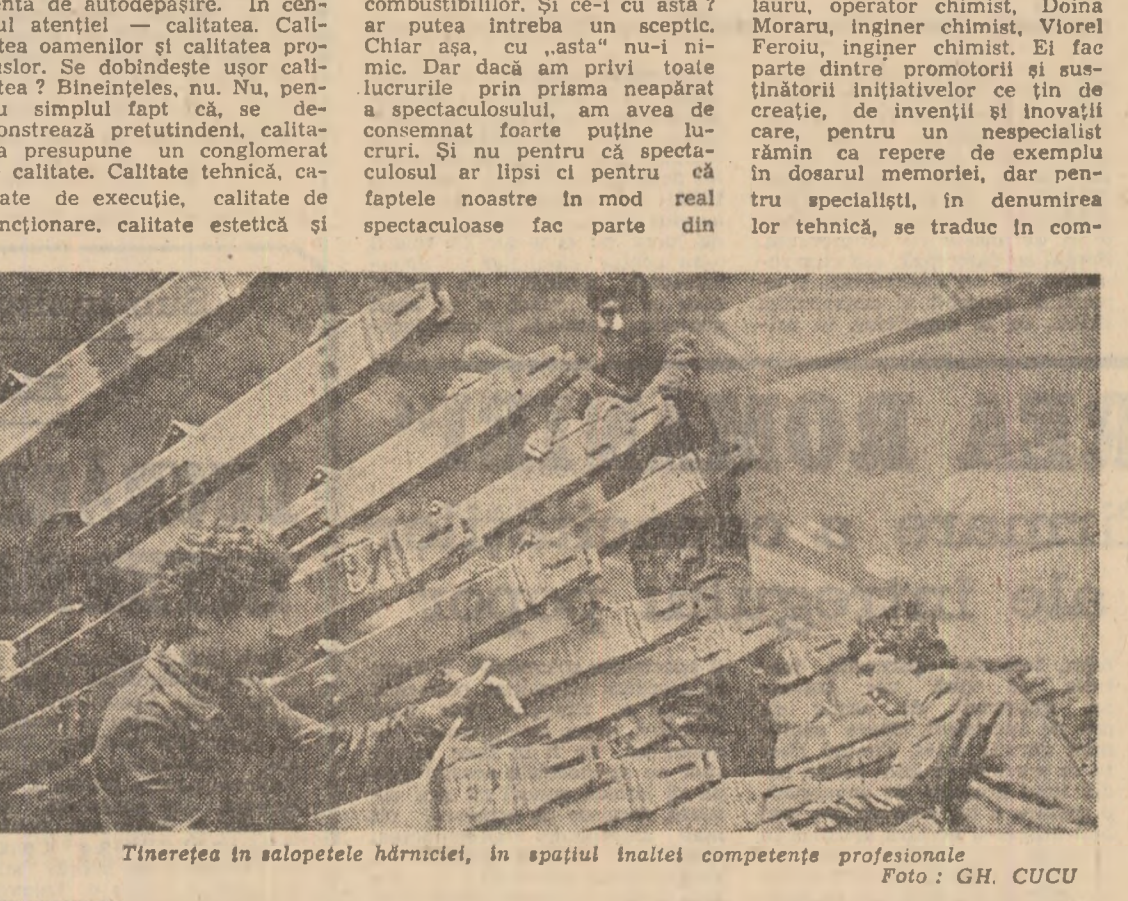 de autodepășire. În cen-
ul atenției — calitatea. Cali-
tea oamenilor și calitatea pro-
slor. Se dobîndește ușor cali-
tea ? Bineînțeles, nu. Nu, pen-
u simplul fapt că, se de-
onstrează pretutindeni, calita-
a presupune un conglomerat
calitate. Calitate tehnică, ca-
ate de execuție, calitate de
ncționare. calitate estetică și
combustibililor. Și ce-i cu asta ?
ar putea întreba un sceptic.
Chiar așa, cu „asta“ nu-i ni-
mic. Dar dacă am privi toate
lucrurile prin prisma neapărat
a spectaculosului, am avea de
consemnat foarte puține lu-
cruri. Și nu pentru că specta-
culosul ar lipsi ci pentru că
faptele noastre în mod real
spectaculoase fac parte din
lauru, operator chimist, Doina
Moraru, inginer chimist, Viorel
Feroiu, inginer chimist. Ei fac
parte dintre promotorii și sus-
ținătorii inițiativelor ce țin de
creație, de invenții și inovații
care, pentru un nespecialist
rămîn ca repere de exemplu
în dosarul memoriei, dar pen-
tru specialiști, în denumirea
lor tehnică, se traduc în com-
Tinerețea în salopetele hărniciei, în spațiul înaltei competențe profesionale
Foto : GH. CUCU